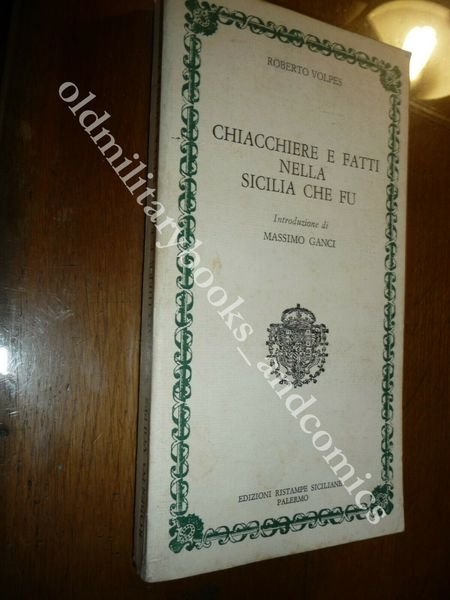 ROBERTO VOLPES
CHIACCHIERE E FATTI
NELLA
SICILIA CHE FU
Introduzione di
MASSIMO GANCI
EDIZIONI RISTAMPE SICILIANE
PALERMO
oldmilitarybooks_andcomics